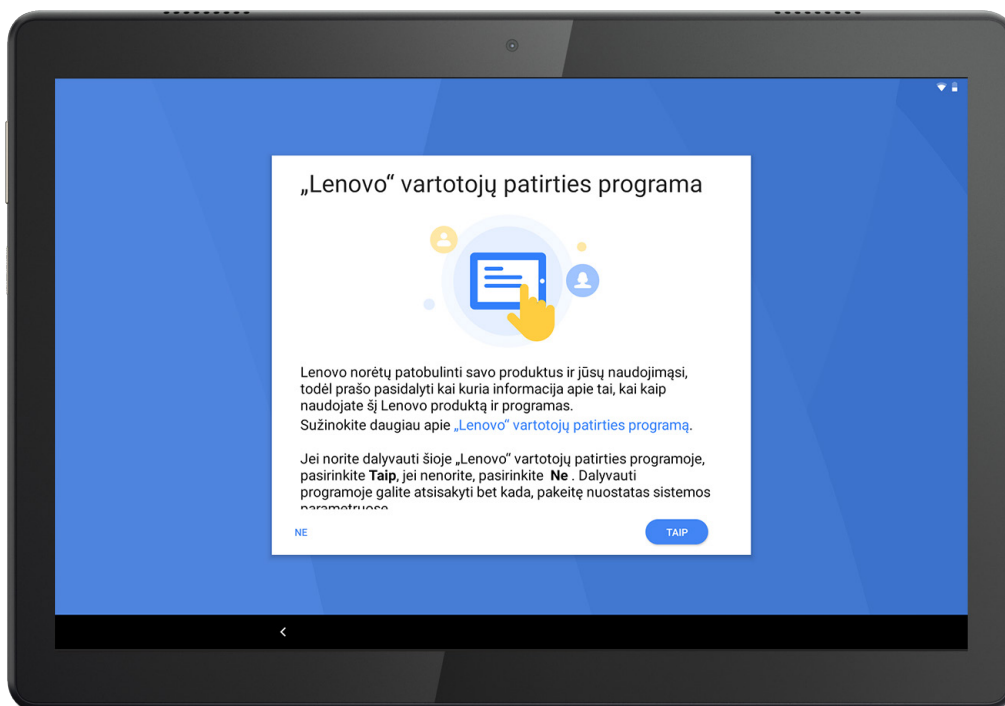 „Lenovo“ vartotojų patirties programa
Lenovo norėtų patobulinti savo produktus ir jūsų naudojimąsi,
todėl prašo pasidalyti kai kuria informacija apie tai, kai kaip
naudojate šį Lenovo produktą ir programas.
Sužinokite daugiau apie „Lenovo“ vartotojų patirties programą.
Jei norite dalyvauti šioje „Lenovo“ vartotojų patirties programoje,
pasirinkite Taip, jei nenorite, pasirinkite Ne . Dalyvauti
programoje galite atsisakyti bet kada, pakeitę nuostatas sistemos
parametruose.
NE
TAIP